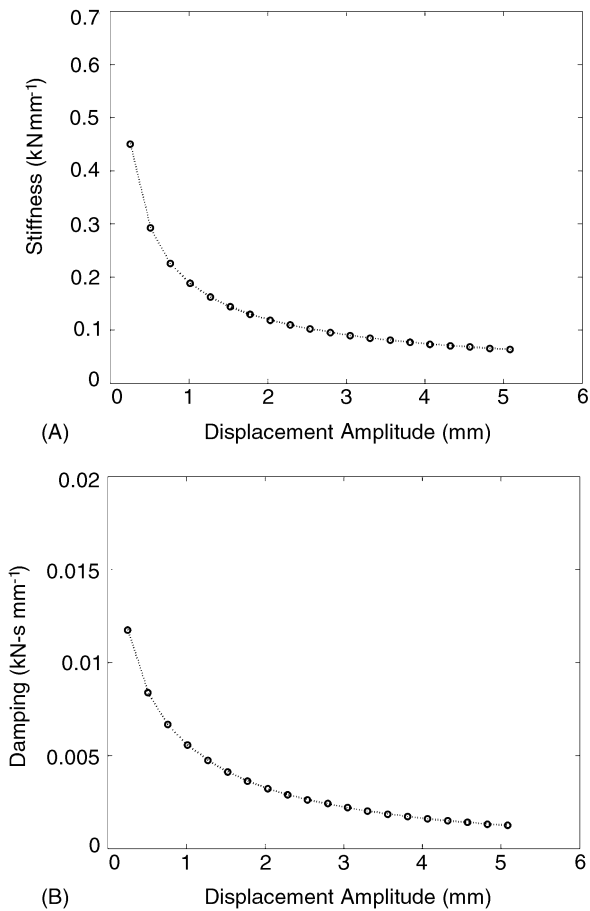 0.7
0.6
0.5
0.4
0.3
0.2
0.1
0
Stiffness (kNmm-1)
0 1 2 3 4 5 6
(A) Displacement Amplitude (mm)
0.02
0.015
0.01
0.005
0
Damping (kN-s mm-1)
0 1 2 3 4 5 6
(B) Displacement Amplitude (mm)